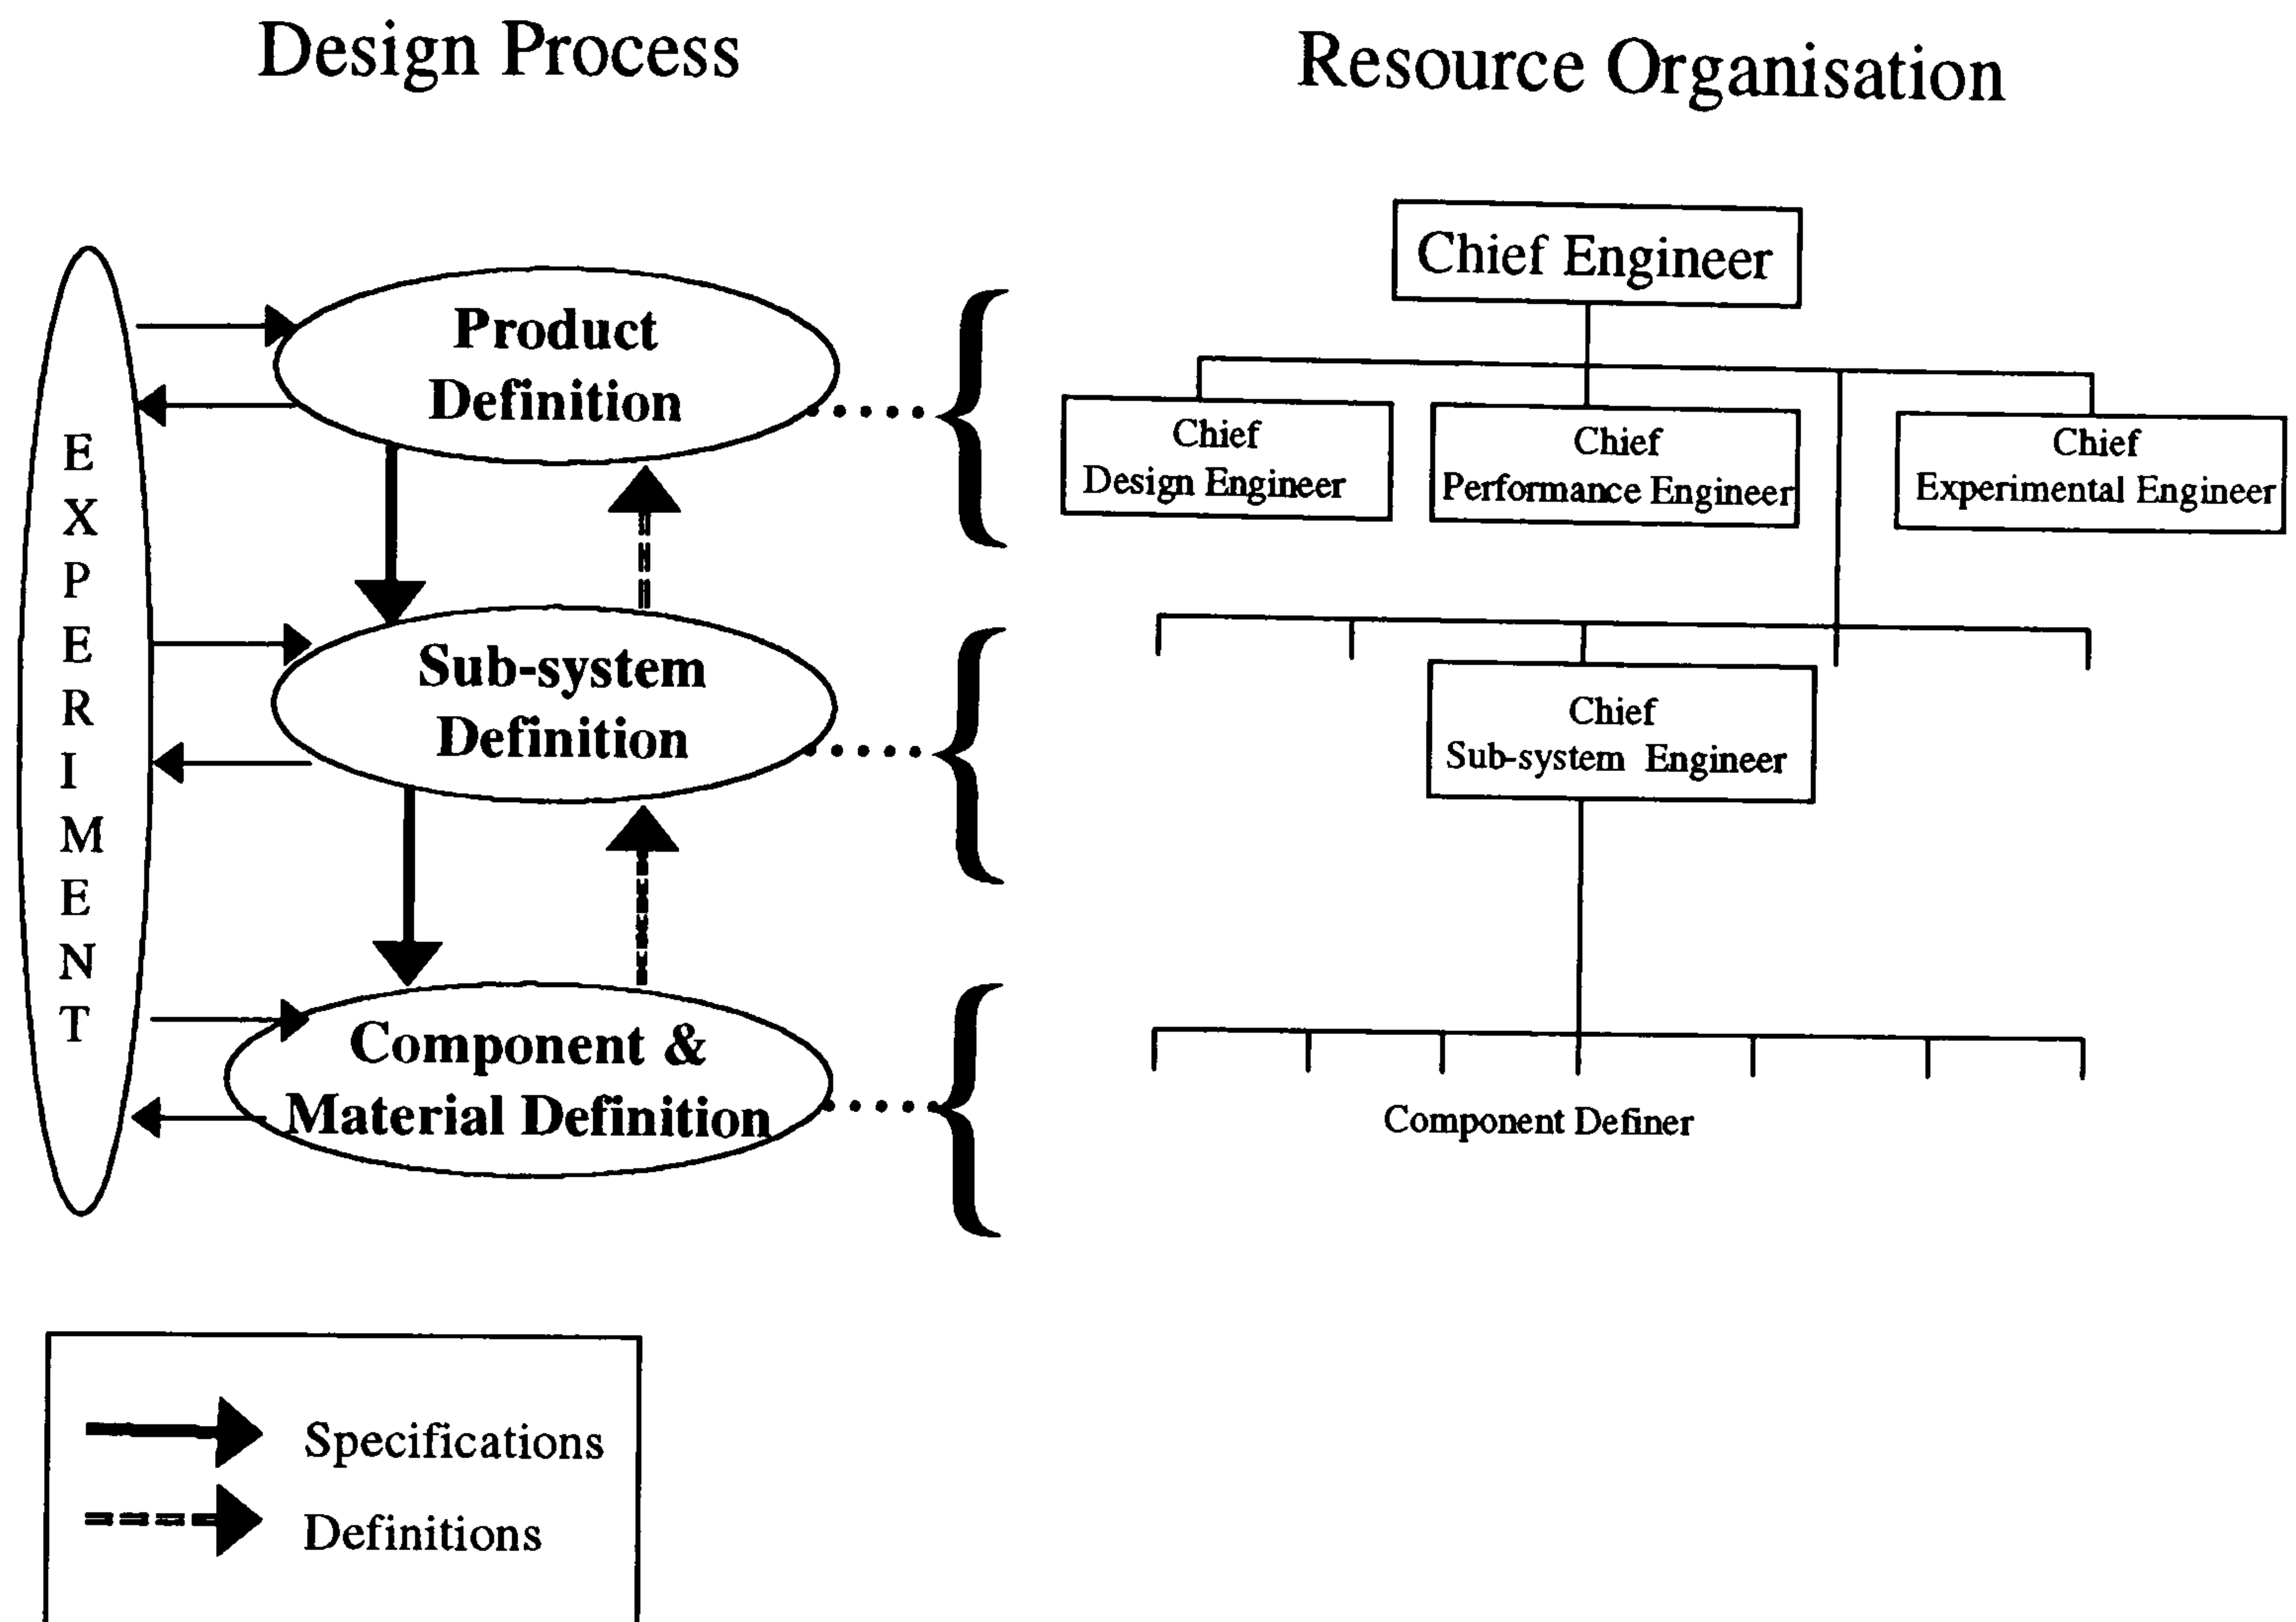 Design Process
Resource Organisation
EXPERIMENT
Product
Definition
Sub-system
Definition
Component &
Material Definition
Chief Engineer
Chief
Design Engineer
Chief
Performance Engineer
Chief
Experimental Engineer
Chief
Sub-system Engineer
Component Definer
Specifications
Definitions